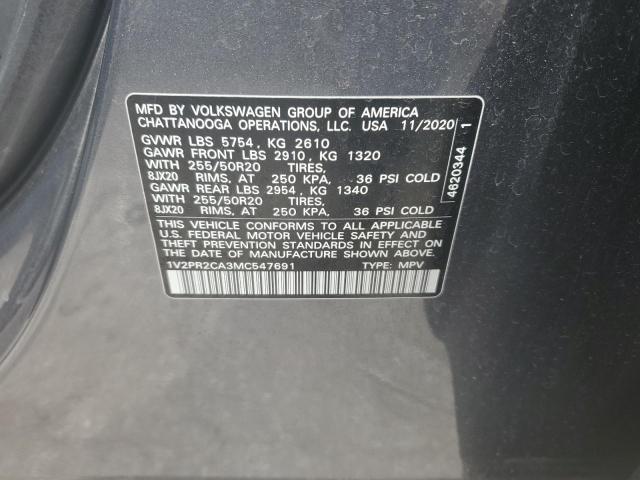 MFD BY VOLKSWAGEN GROUP OF AMERICA
CHATTANOOGA OPERATIONS, LLC. USA 11/2020
GVWR LBS 5754, KG 2610
GAWR FRONT LBS 2910, KG 1320
WITH 255/50R20 TIRES,
8JX20 RIMS, AT 250 KPA, 36 PSI COLD
GAWR REAR LBS 2954, KG 1340
WITH 255/50R20 TIRES,
8JX20 RIMS, AT 250 KPA, 36 PSI COLD
THIS VEHICLE CONFORMS TO ALL APPLICABLE
U.S. FEDERAL MOTOR VEHICLE SAFETY AND
THEFT PREVENTION STANDARDS IN EFFECT ON
THE DATE OF MANUFACTURE SHOWN ABOVE.
1V2PR2CA3MC547691 TYPE: MPV
4620344 1